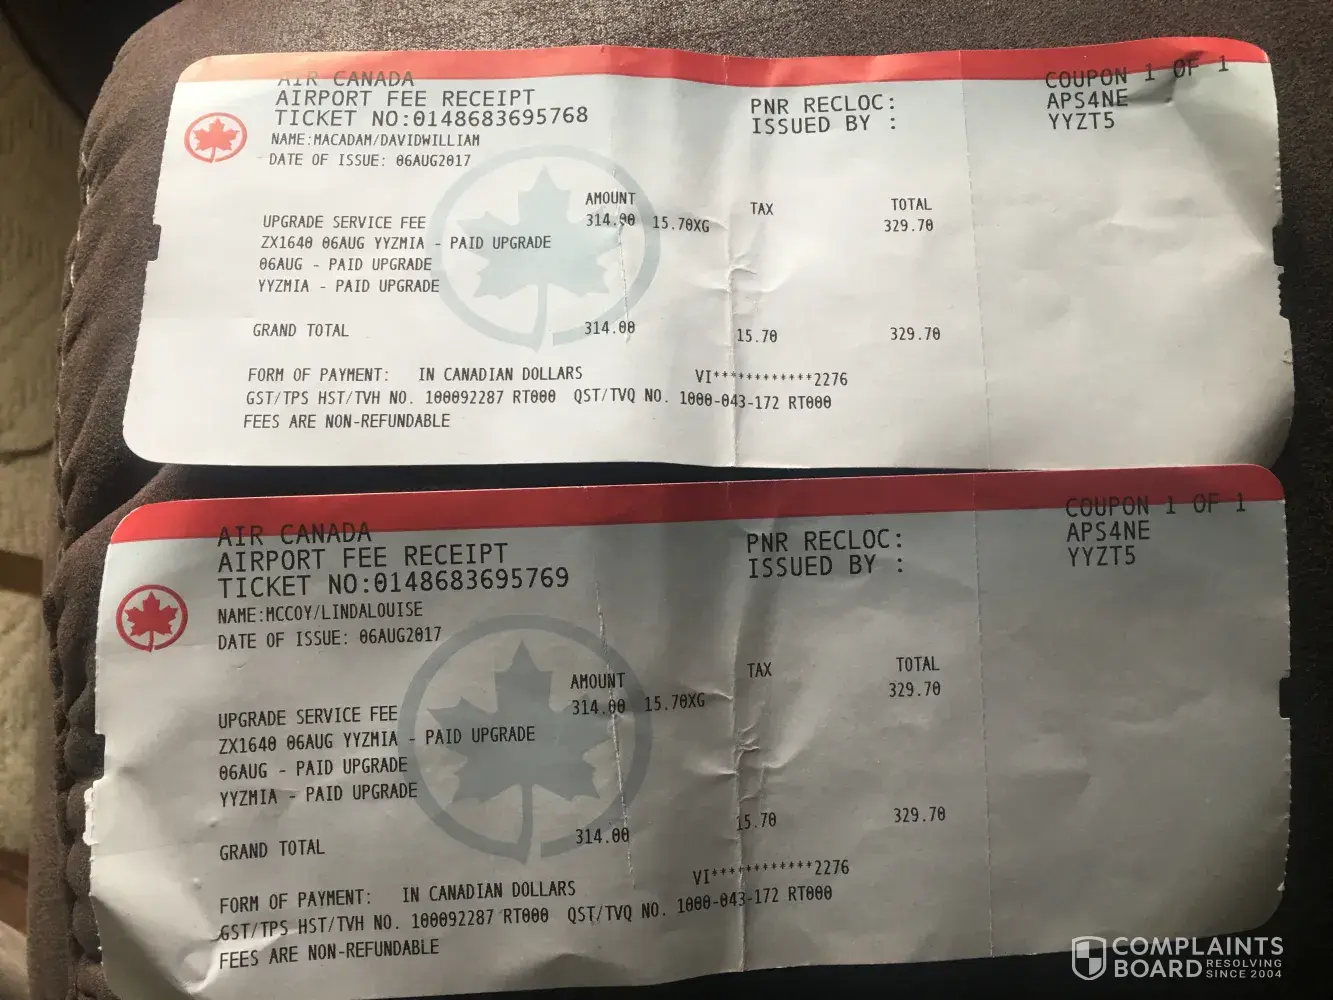 AIR CANADA
AIRPORT FEE RECEIPT
TICKET NO:0148683695768
NAME:MACADAM/DAVIDWILLIAM
DATE OF ISSUE: 06AUG2017
PNR RECLOC:
ISSUED BY :
COUPON 1 OF 1
APS4NE
YYZT5
AMOUNT TAX TOTAL
UPGRADE SERVICE FEE 314.00 15.70XG 329.70
ZX1640 06AUG YYZMIA - PAID UPGRADE
06AUG - PAID UPGRADE
YYZMIA - PAID UPGRADE
GRAND TOTAL 314.00 15.70 329.70
FORM OF PAYMENT: IN CANADIAN DOLLARS VI************2276
GST/TPS HST/TVH NO. 100092287 RT000 QST/TVQ NO. 1000-043-172 RT000
FEES ARE NON-REFUNDABLE
AIR CANADA
AIRPORT FEE RECEIPT
TICKET NO:0148683695769
NAME:MCCOY/LINDALOUISE
DATE OF ISSUE: 06AUG2017
PNR RECLOC:
ISSUED BY :
COUPON 1 OF 1
APS4NE
YYZT5
AMOUNT TAX TOTAL
UPGRADE SERVICE FEE 314.00 15.70XG 329.70
ZX1640 06AUG YYZMIA - PAID UPGRADE
06AUG - PAID UPGRADE
YYZMIA - PAID UPGRADE
GRAND TOTAL 314.00 15.70 329.70
FORM OF PAYMENT: IN CANADIAN DOLLARS VI************2276
GST/TPS HST/TVH NO. 100092287 RT000 QST/TVQ NO. 1000-043-172 RT000
FEES ARE NON-REFUNDABLE
COMPLAINTS
BOARD RESOLVING SINCE 2004